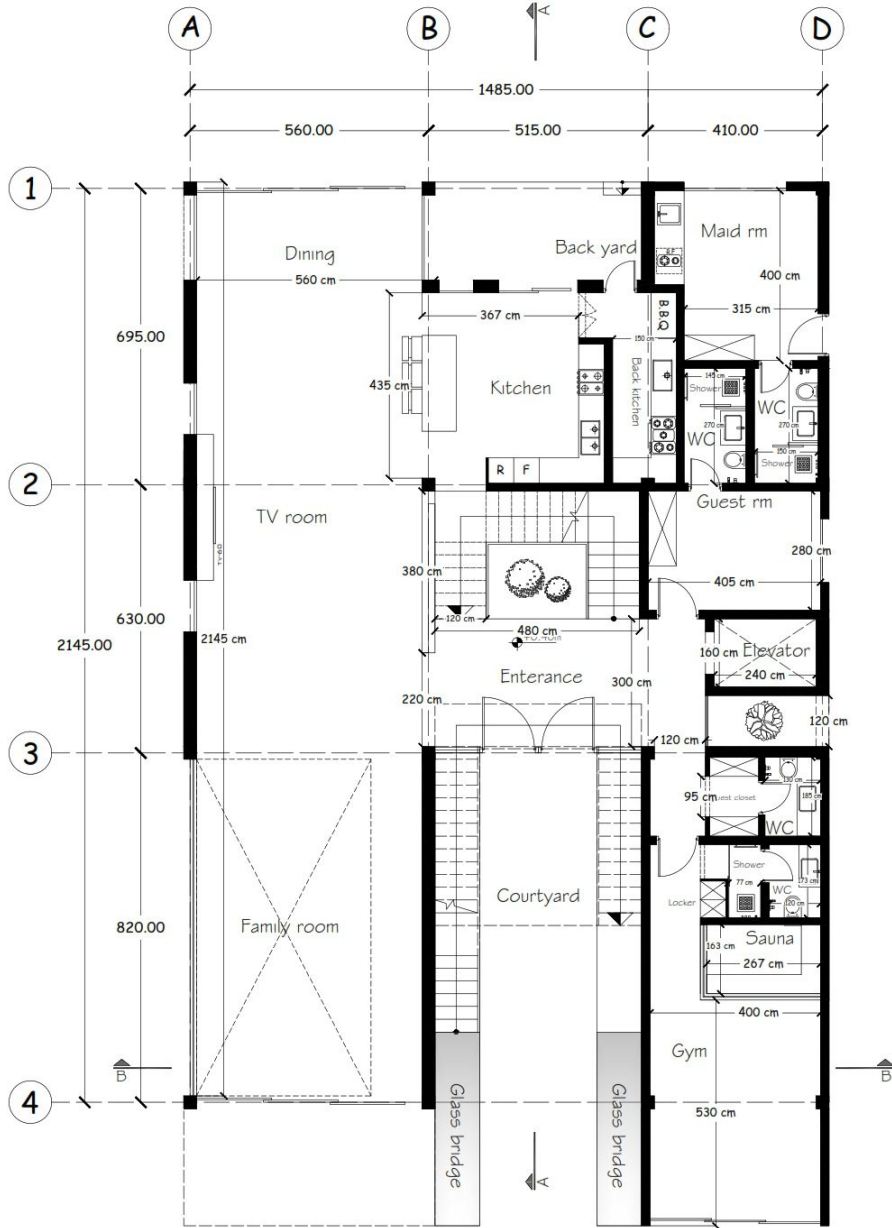 A
A
B
C
D
1485.00
560.00
515.00
410.00
1
Maid rm
Dining
Back yard
560 cm
400 cm
315 cm
367 cm
B.B.Q
695.00
150 cm
435 cm
Kitchen
Back kitchen
145 cm
Shower
WC
270 cm
WC
270 cm
150 cm
Shower
R F
2
Guest rm
TV room
280 cm
380 cm
405 cm
120 cm
480 cm
630.00
2145.00
2145 cm
160 cm
Elevator
240 cm
Entarance
300 cm
220 cm
120 cm
120 cm
3
95 cm
130 cm
185 cm
WC
Shower
173 cm
77 cm
WC
Locker
120 cm
Courtyard
820.00
Family room
Sauna
163 cm
267 cm
400 cm
Gym
B
B
4
530 cm
Glass bridge
Glass bridge
A